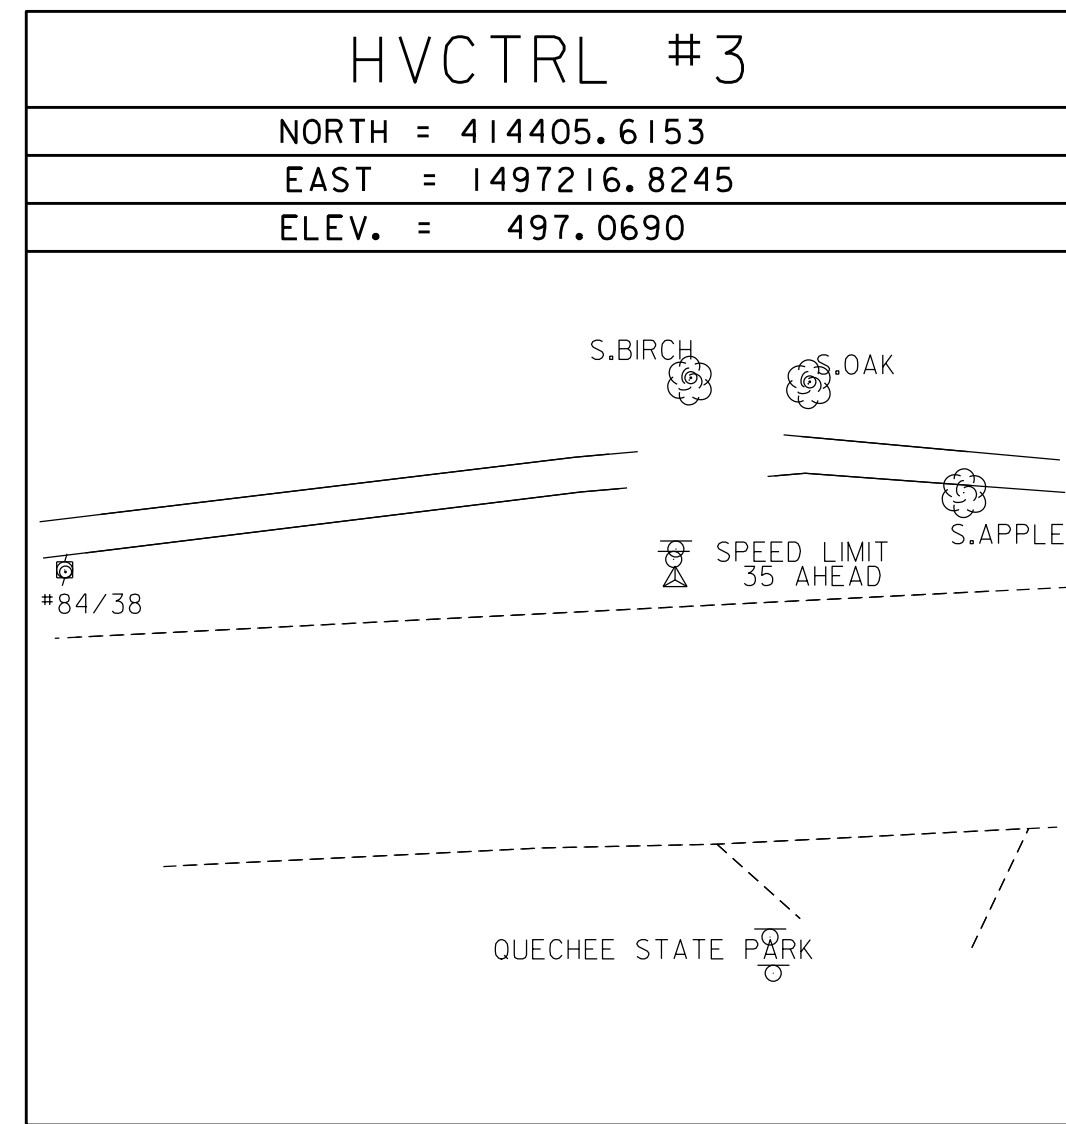 HVCTRL #3
NORTH = 414405.6153
EAST = 1497216.8245
ELEV. = 497.0690
S.BIRCH
S.OAK
S.APPLE
SPEED LIMIT
35 AHEAD
#84/38
QUECHEE STATE PARK